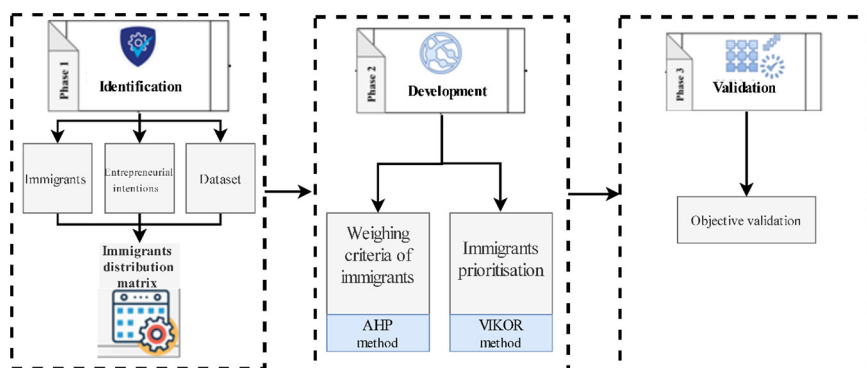 Phase 1
Identification
Immigrants
Entrepreneurial
intentions
Dataset
Immigrants
distribution
matrix
Phase 2
Development
Weighing
criteria of
immigrants
AHP
method
Immigrants
prioritisation
VIKOR
method
Phase 3
Validation
Objective validation